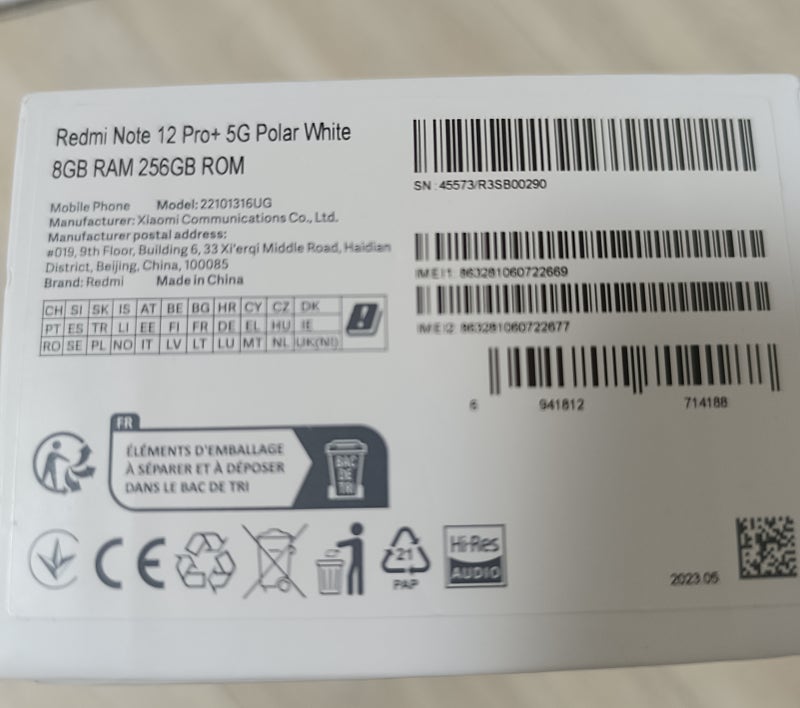 Redmi Note 12 Pro+ 5G Polar White
8GB RAM 256GB ROM
Mobile Phone Model: 22101316UG
Manufacturer: Xiaomi Communications Co., Ltd.
Manufacturer postal address:
#019, 9th Floor, Building 6, 33 Xi'erqi Middle Road, Haidian
District, Beijing, China, 100085
Brand: Redmi Made in China
CH SI SK IS AT BE BG HR CY CZ DK
PT ES TR LI EE FI FR DE EL HU IE
RO SE PL NO IT LV LT LU MT NL UK(NI)
SN : 45573/R3SB00290
IMEI1: 863281060722669
IMEI2: 863281060722677
6 941812 714188
FR
ÉLÉMENTS D'EMBALLAGE
À SÉPARER ET À DÉPOSER
DANS LE BAC DE TRI
BAC
DE
TRI
CE
21
PAP
Hi-Res
AUDIO
2023.05